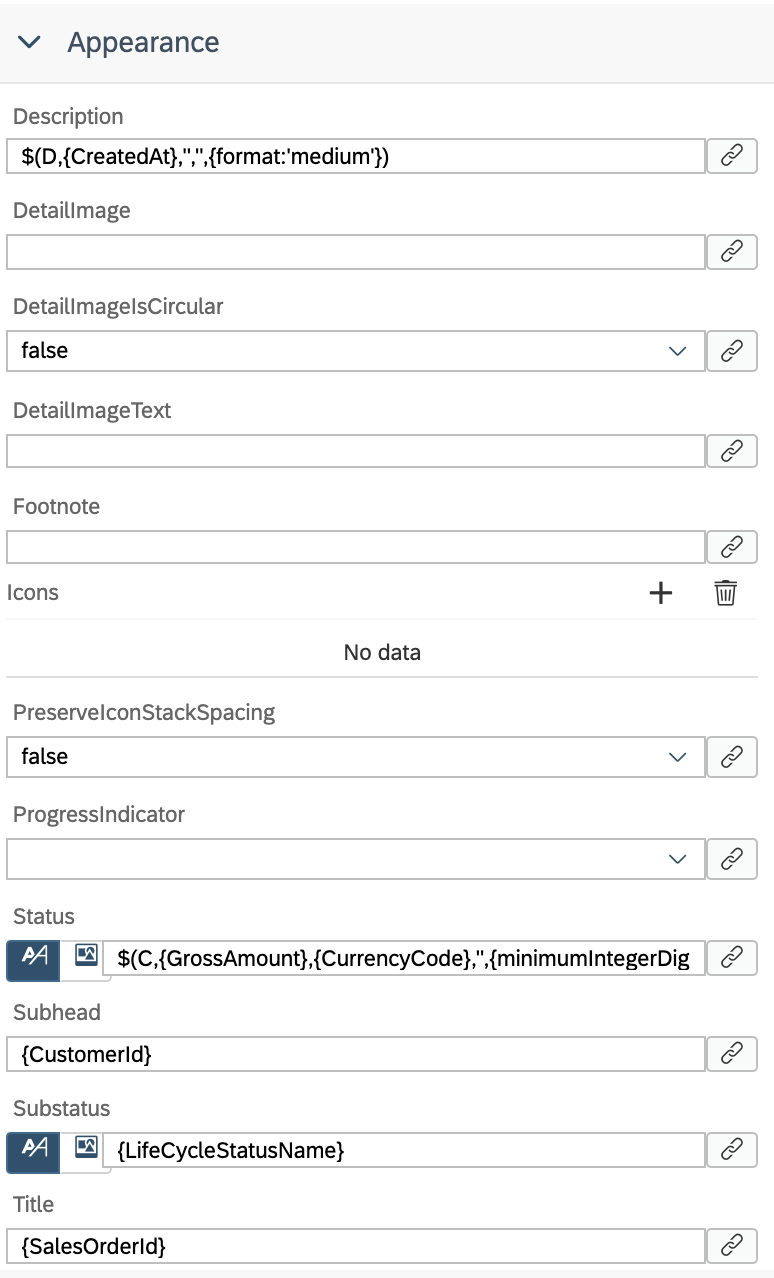 Appearance
Description
$(D,{CreatedAt},'','',{format:'medium'})
DetailImage
DetailImageIsCircular
false
DetailImageText
Footnote
Icons
No data
PreserveIconStackSpacing
false
ProgressIndicator
Status
$(C,{GrossAmount},{CurrencyCode},'',{minimumIntegerDig
Subhead
{CustomerId}
Substatus
{LifeCycleStatusName}
Title
{SalesOrderId}